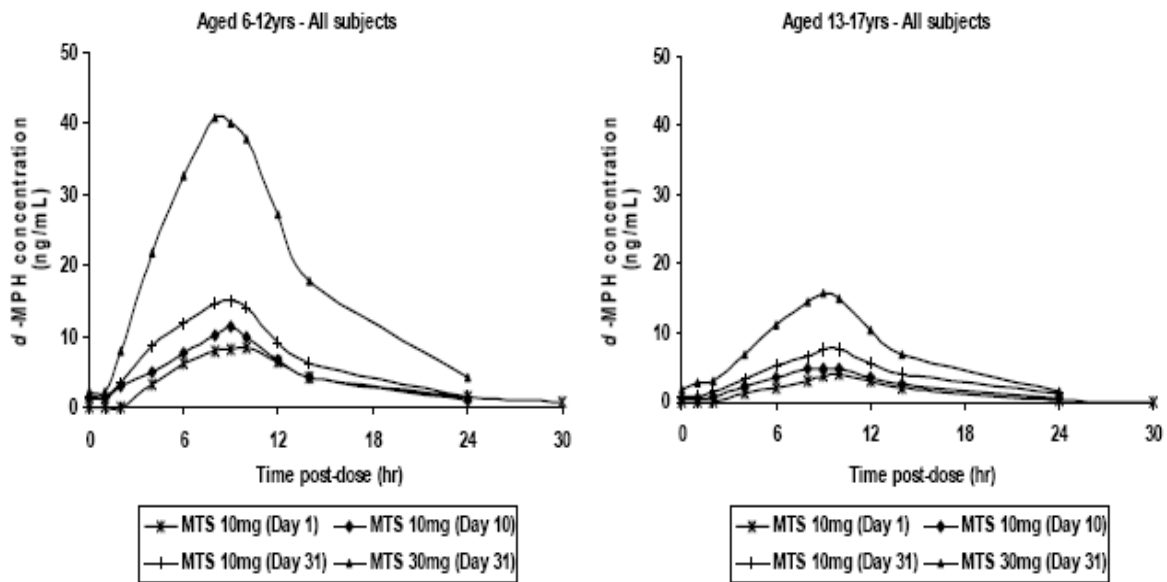 Aged 6-12yrs - All subjects
d-MPH concentration
(ng/mL)
50
40
30
20
10
0
0 6 12 18 24 30
Time post-dose (hr)
MTS 10mg (Day 1) MTS 10mg (Day 10)
MTS 10mg (Day 31) MTS 30mg (Day 31)
Aged 13-17yrs - All subjects
d-MPH concentration
(ng/mL)
50
40
30
20
10
0
0 6 12 18 24 30
Time post-dose (hr)
MTS 10mg (Day 1) MTS 10mg (Day 10)
MTS 10mg (Day 31) MTS 30mg (Day 31)